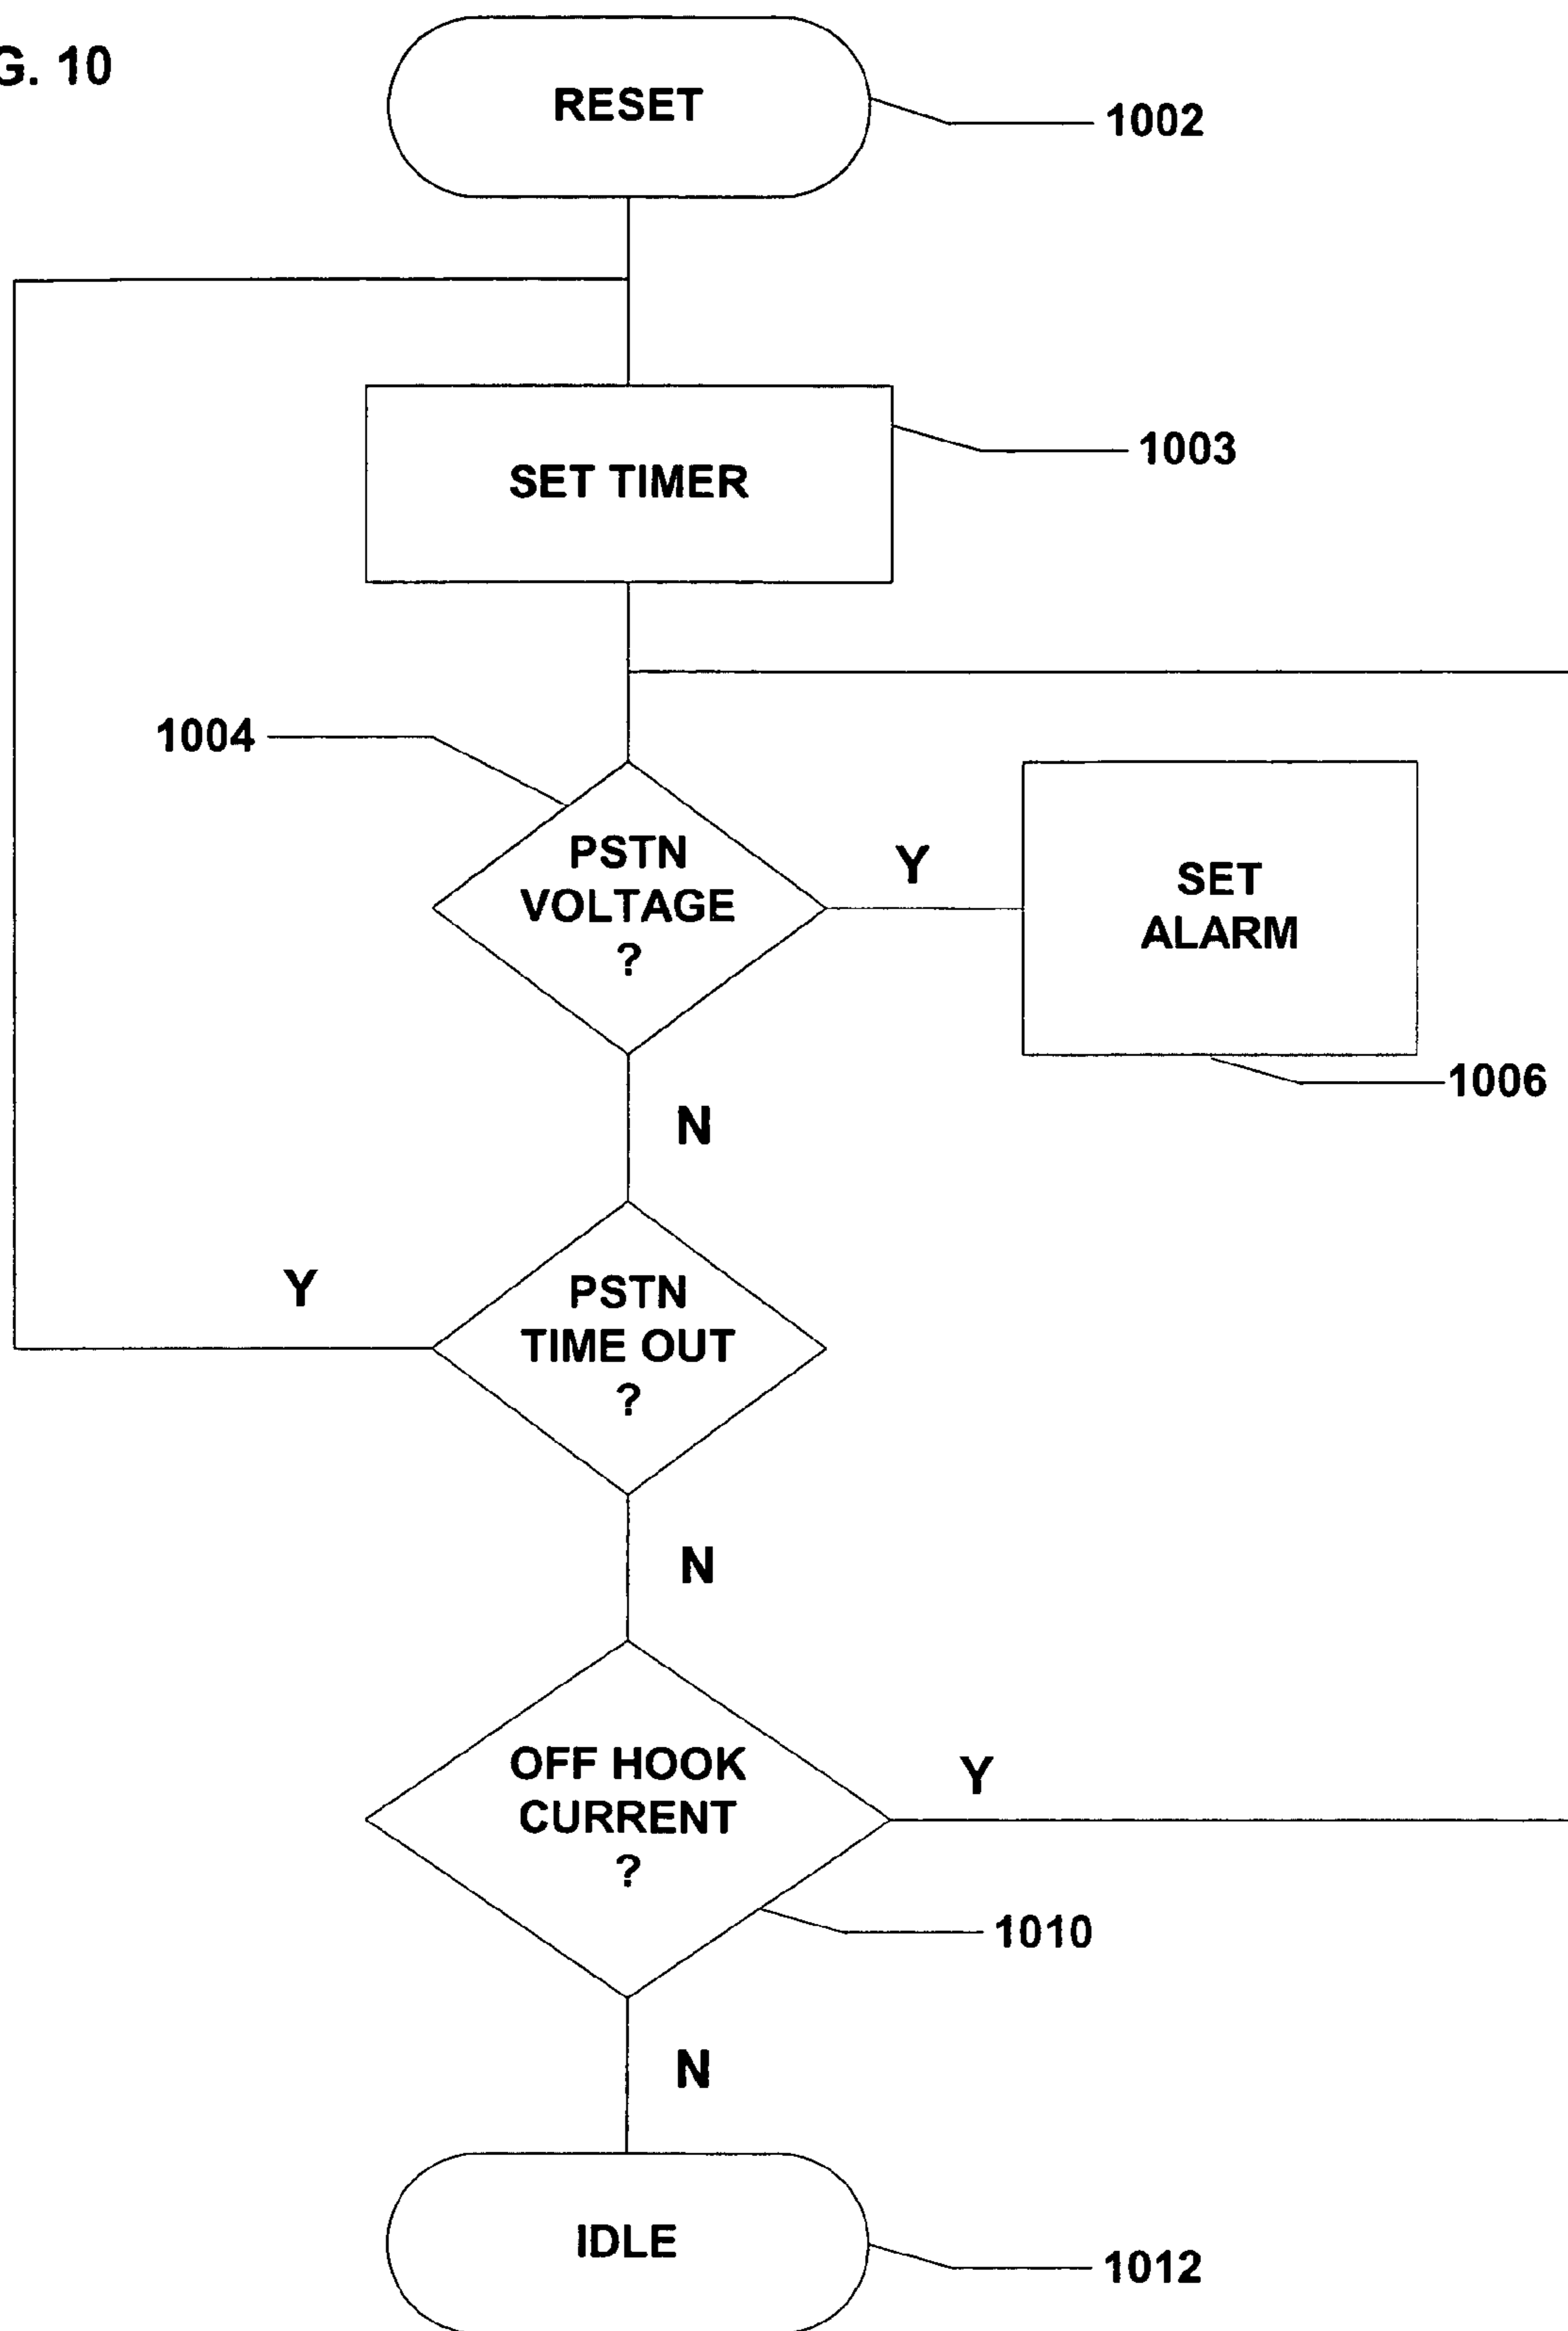 G. 10
RESET
1002
1003
SET TIMER
1004
PSTN
VOLTAGE
?
Y
SET
ALARM
1006
N
Y
PSTN
TIME OUT
?
N
OFF HOOK
CURRENT
?
Y
1010
N
IDLE
1012